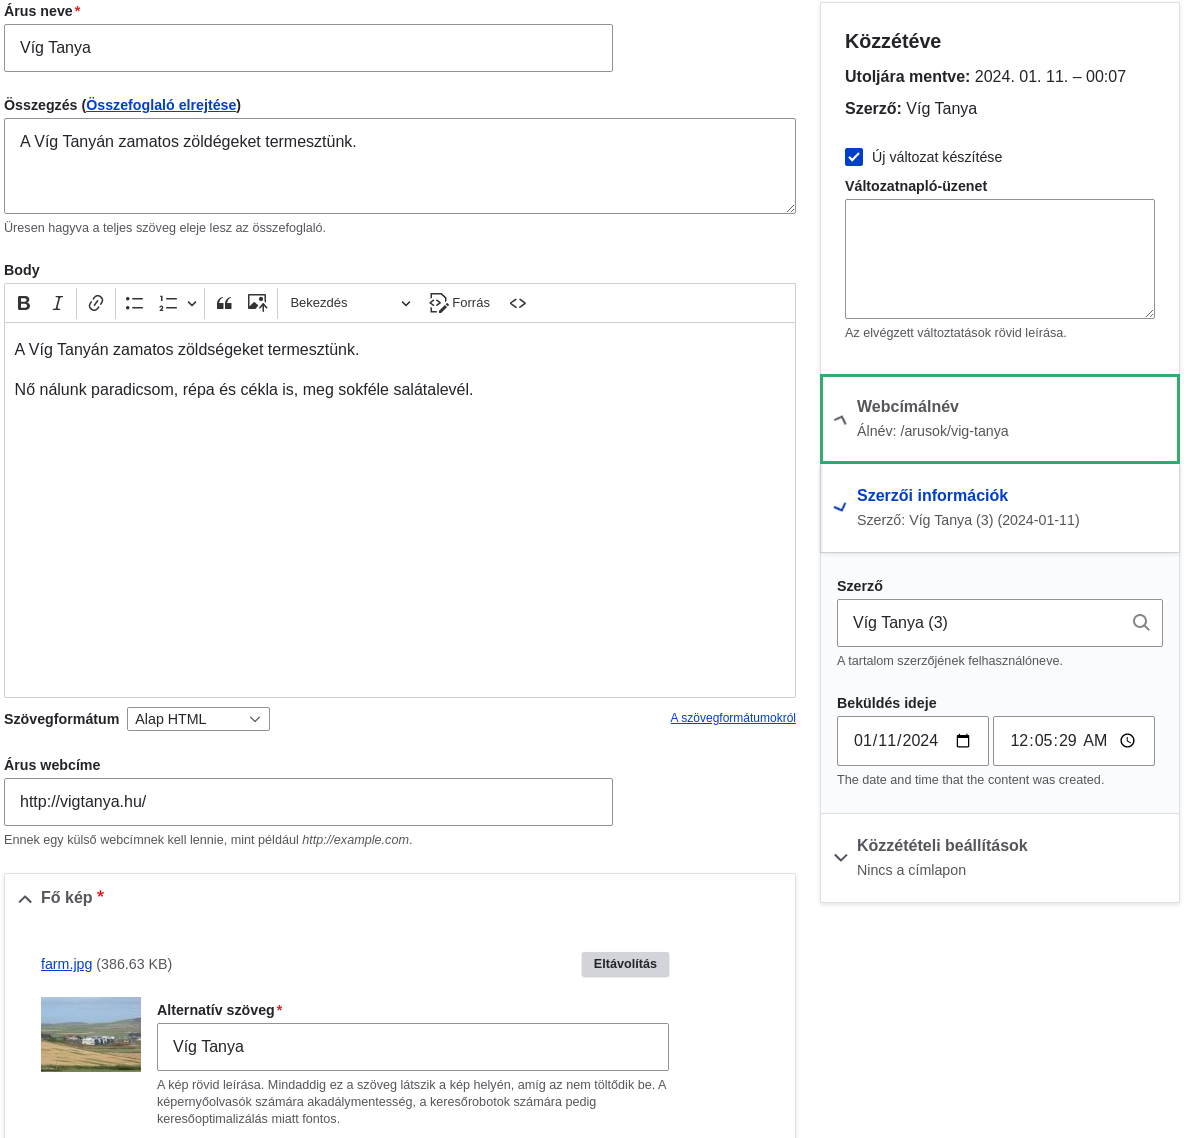 Árus neve*
Víg Tanya
Összegzés (Összefoglaló elrejtése)
A Víg Tanyán zamatos zöldégeket termesztünk.
Üresen hagyva a teljes szöveg eleje lesz az összefoglaló.
Body
B I Bekezdés Forrás
A Víg Tanyán zamatos zöldségeket termesztünk.
Nő nálunk paradicsom, répa és cékla is, meg sokféle salátalevél.
Szövegformátum Alap HTML A szövegformátumokról
Árus webcíme
http://vigtanya.hu/
Ennek egy külső webcímnek kell lennie, mint például http://example.com.
Fő kép *
farm.jpg (386.63 KB) Eltávolítás
Alternatív szöveg*
Víg Tanya
A kép rövid leírása. Mindaddig ez a szöveg látszik a kép helyén, amíg az nem töltődik be. A
képernyőolvasók számára akadálymentesség, a keresőrobotok számára pedig
keresőoptimalizálás miatt fontos.
Közzétéve
Utoljára mentve: 2024. 01. 11. – 00:07
Szerző: Víg Tanya
Új változat készítése
Változatnapló-üzenet
Az elvégzett változtatások rövid leírása.
Webcímálnév
Álnév: /arusok/vig-tanya
Szerzői információk
Szerző: Víg Tanya (3) (2024-01-11)
Szerző
Víg Tanya (3)
A tartalom szerzőjének felhasználóneve.
Beküldés ideje
01/11/2024 12:05:29 AM
The date and time that the content was created.
Közzétételi beállítások
Nincs a címlapon